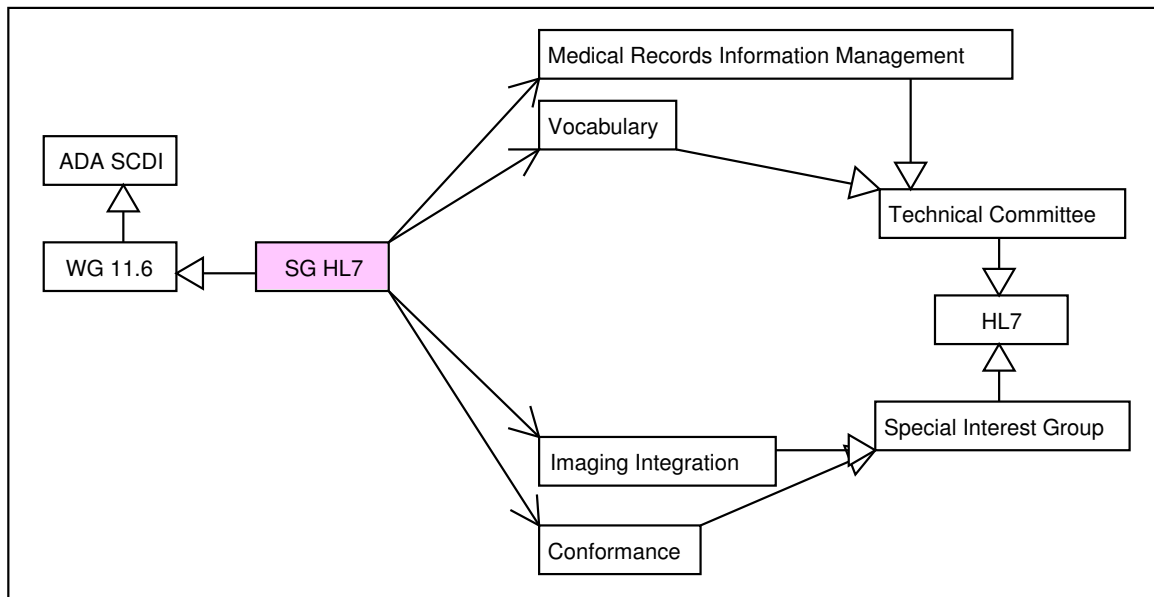 Medical Records Information Management
Vocabulary
ADA SCDI
Technical Committee
WG 11.6
SG HL7
HL7
Special Interest Group
Imaging Integration
Conformance